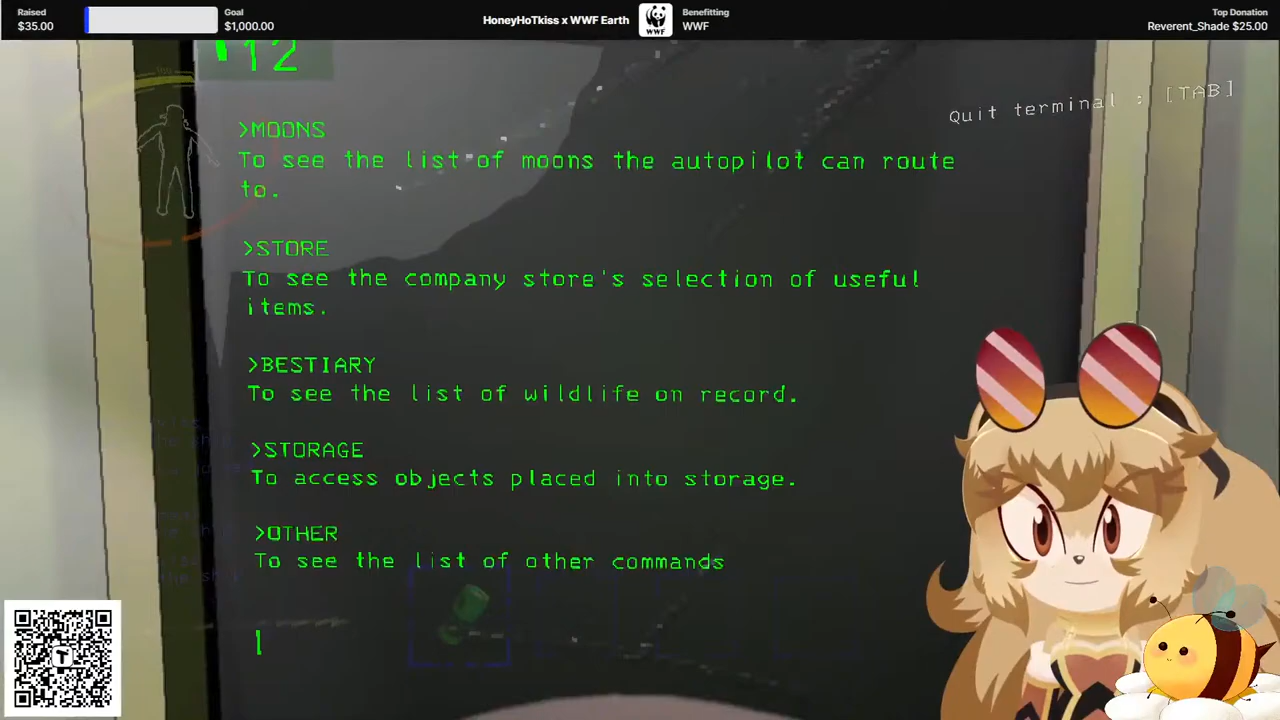 Raised
$35.00
Goal
$1,000.00
HoneyHoTkiss x WWF Earth
WWF
Benefitting
WWF
Top Donation
Reverent_Shade $25.00
12
Quit terminal : [TAB]
>MOONS
To see the list of moons the autopilot can route
to.
>STORE
To see the company store's selection of useful
items.
>BESTIARY
To see the list of wildlife on record.
>STORAGE
To access objects placed into storage.
>OTHER
To see the list of other commands
T